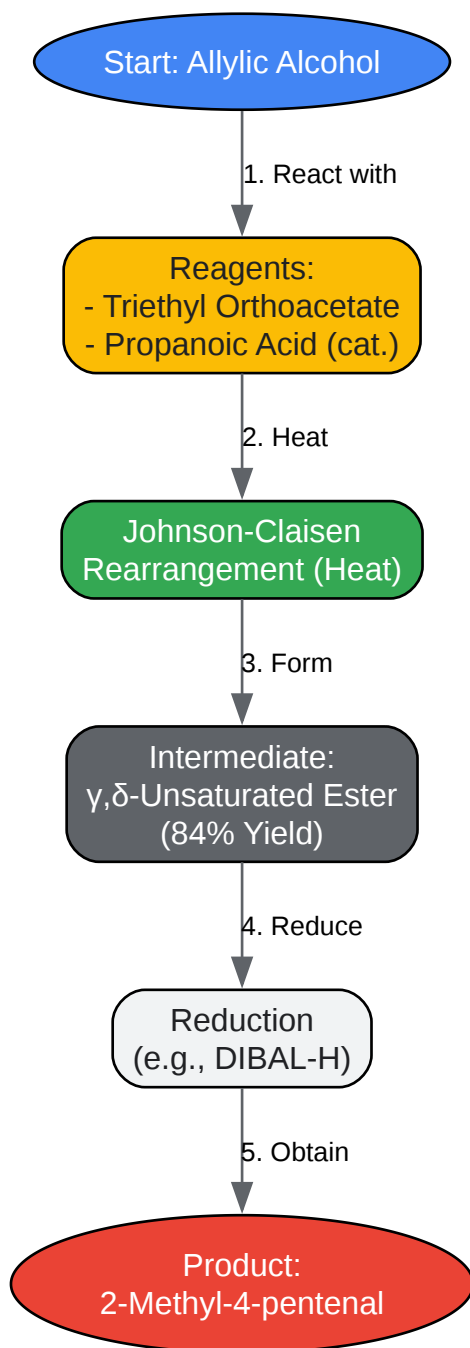 Start: Allylic Alcohol
1. React with
Reagents:
- Triethyl Orthoacetate
- Propanoic Acid (cat.)
2. Heat
Johnson-Claisen
Rearrangement (Heat)
3. Form
Intermediate:
γ,δ-Unsaturated Ester
(84% Yield)
4. Reduce
Reduction
(e.g., DIBAL-H)
5. Obtain
Product:
2-Methyl-4-pentenal